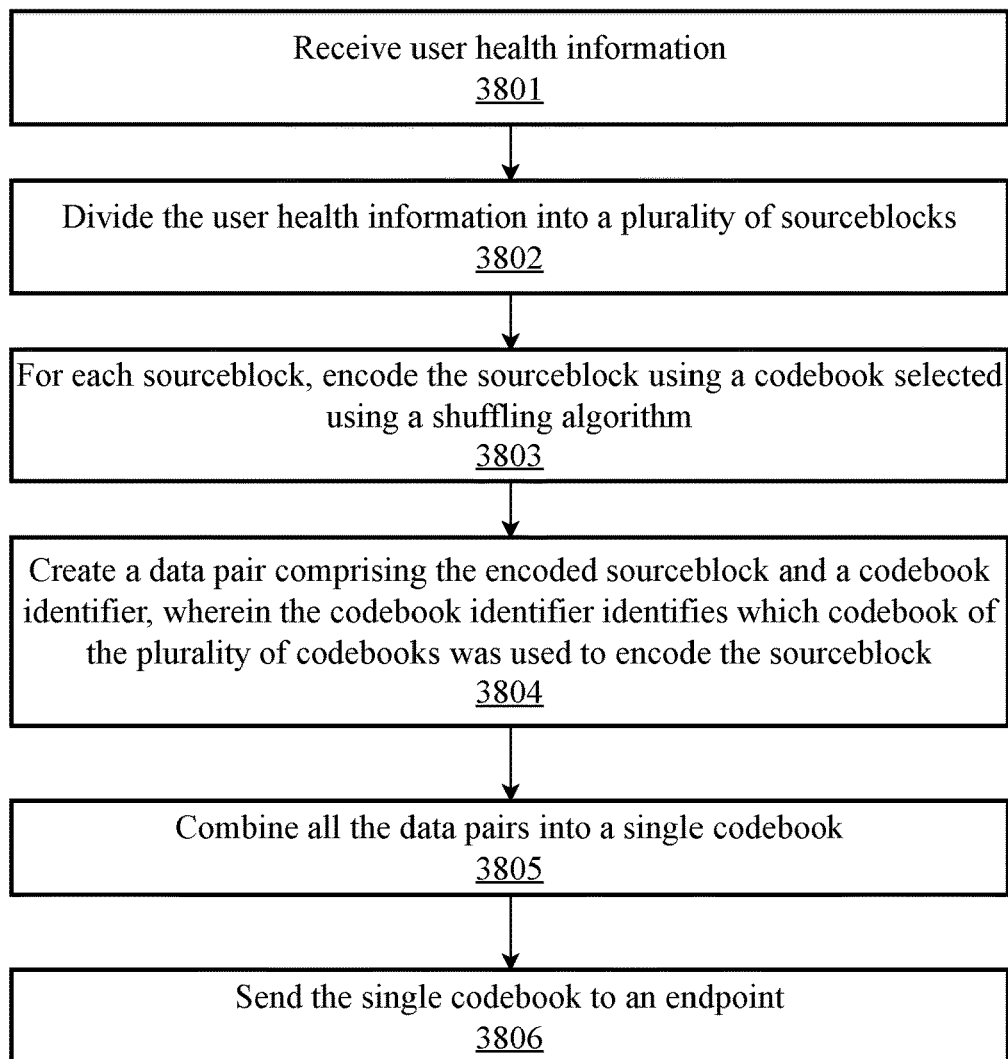 Receive user health information
3801
Divide the user health information into a plurality of sourceblocks
3802
For each sourceblock, encode the sourceblock using a codebook selected
using a shuffling algorithm
3803
Create a data pair comprising the encoded sourceblock and a codebook
identifier, wherein the codebook identifier identifies which codebook of
the plurality of codebooks was used to encode the sourceblock
3804
Combine all the data pairs into a single codebook
3805
Send the single codebook to an endpoint
3806